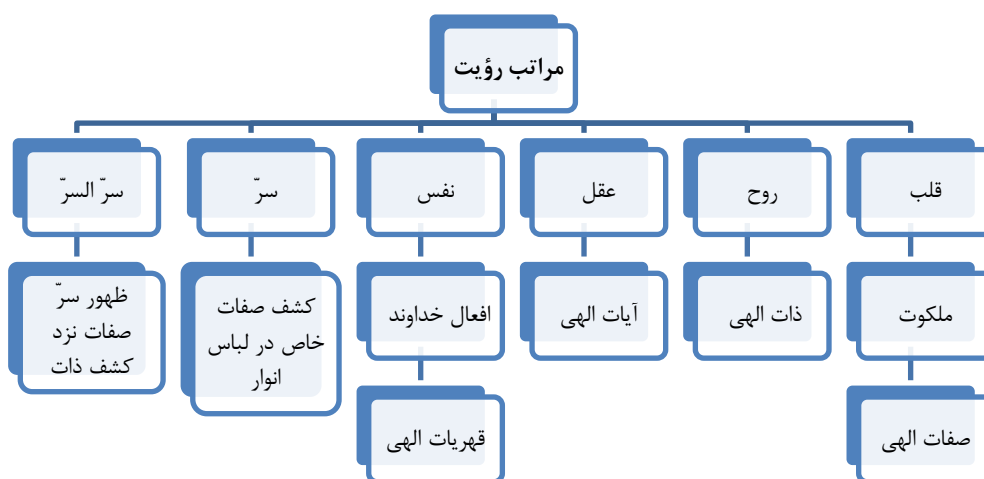 مراتب رؤیت
قلب
روح
عقل
نفس
سرّ
سرّ السرّ
ملکوت
ذات الهی
آیات الهی
افعال خداوند
کشف صفات
خاص در لباس
انوار
ظهور سرّ
صفات نزد
کشف ذات
صفات الهی
قهریات الهی